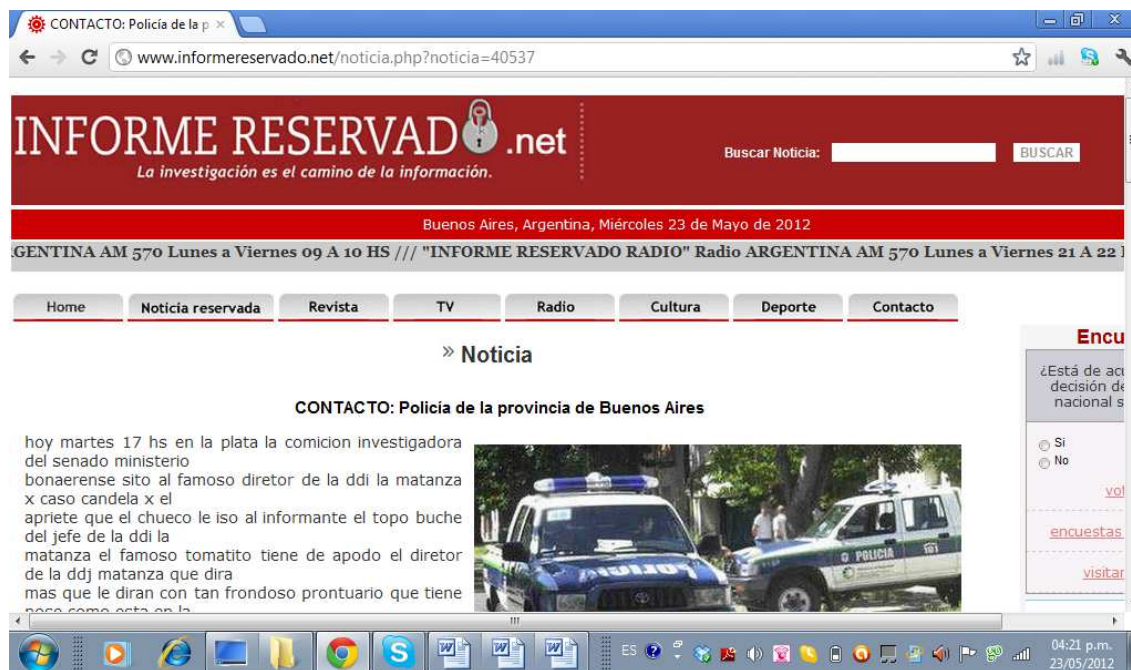 CONTACTO: Policía de la p
www.informereservado.net/noticia.php?noticia=40537
INFORME RESERVADO.net
La investigación es el camino de la información.
Buscar Noticia:
BUSCAR
Buenos Aires, Argentina, Miércoles 23 de Mayo de 2012
GENTINA AM 570 Lunes a Viernes 09 A 10 HS /// "INFORME RESERVADO RADIO" Radio ARGENTINA AM 570 Lunes a Viernes 21 A 22
Home Noticia reservada Revista TV Radio Cultura Deporte Contacto
» Noticia
CONTACTO: Policía de la provincia de Buenos Aires
hoy martes 17 hs en la plata la comicion investigadora
del senado ministerio
bonaerense sito al famoso diretor de la ddi la matanza
x caso candela x el
apriete que el chueco le iso al informante el topo buche
del jefe de la ddi la
matanza el famoso tomatito tiene de apodo el diretor
de la ddj matanza que dira
mas que le diran con tan frondoso prontuario que tiene
POLICIA
G POLICIA 101
Encu
¿Está de acu
decisión de
nacional s
Si
No
vot
encuestas
visitar
ES
04:21 p.m.
23/05/2012